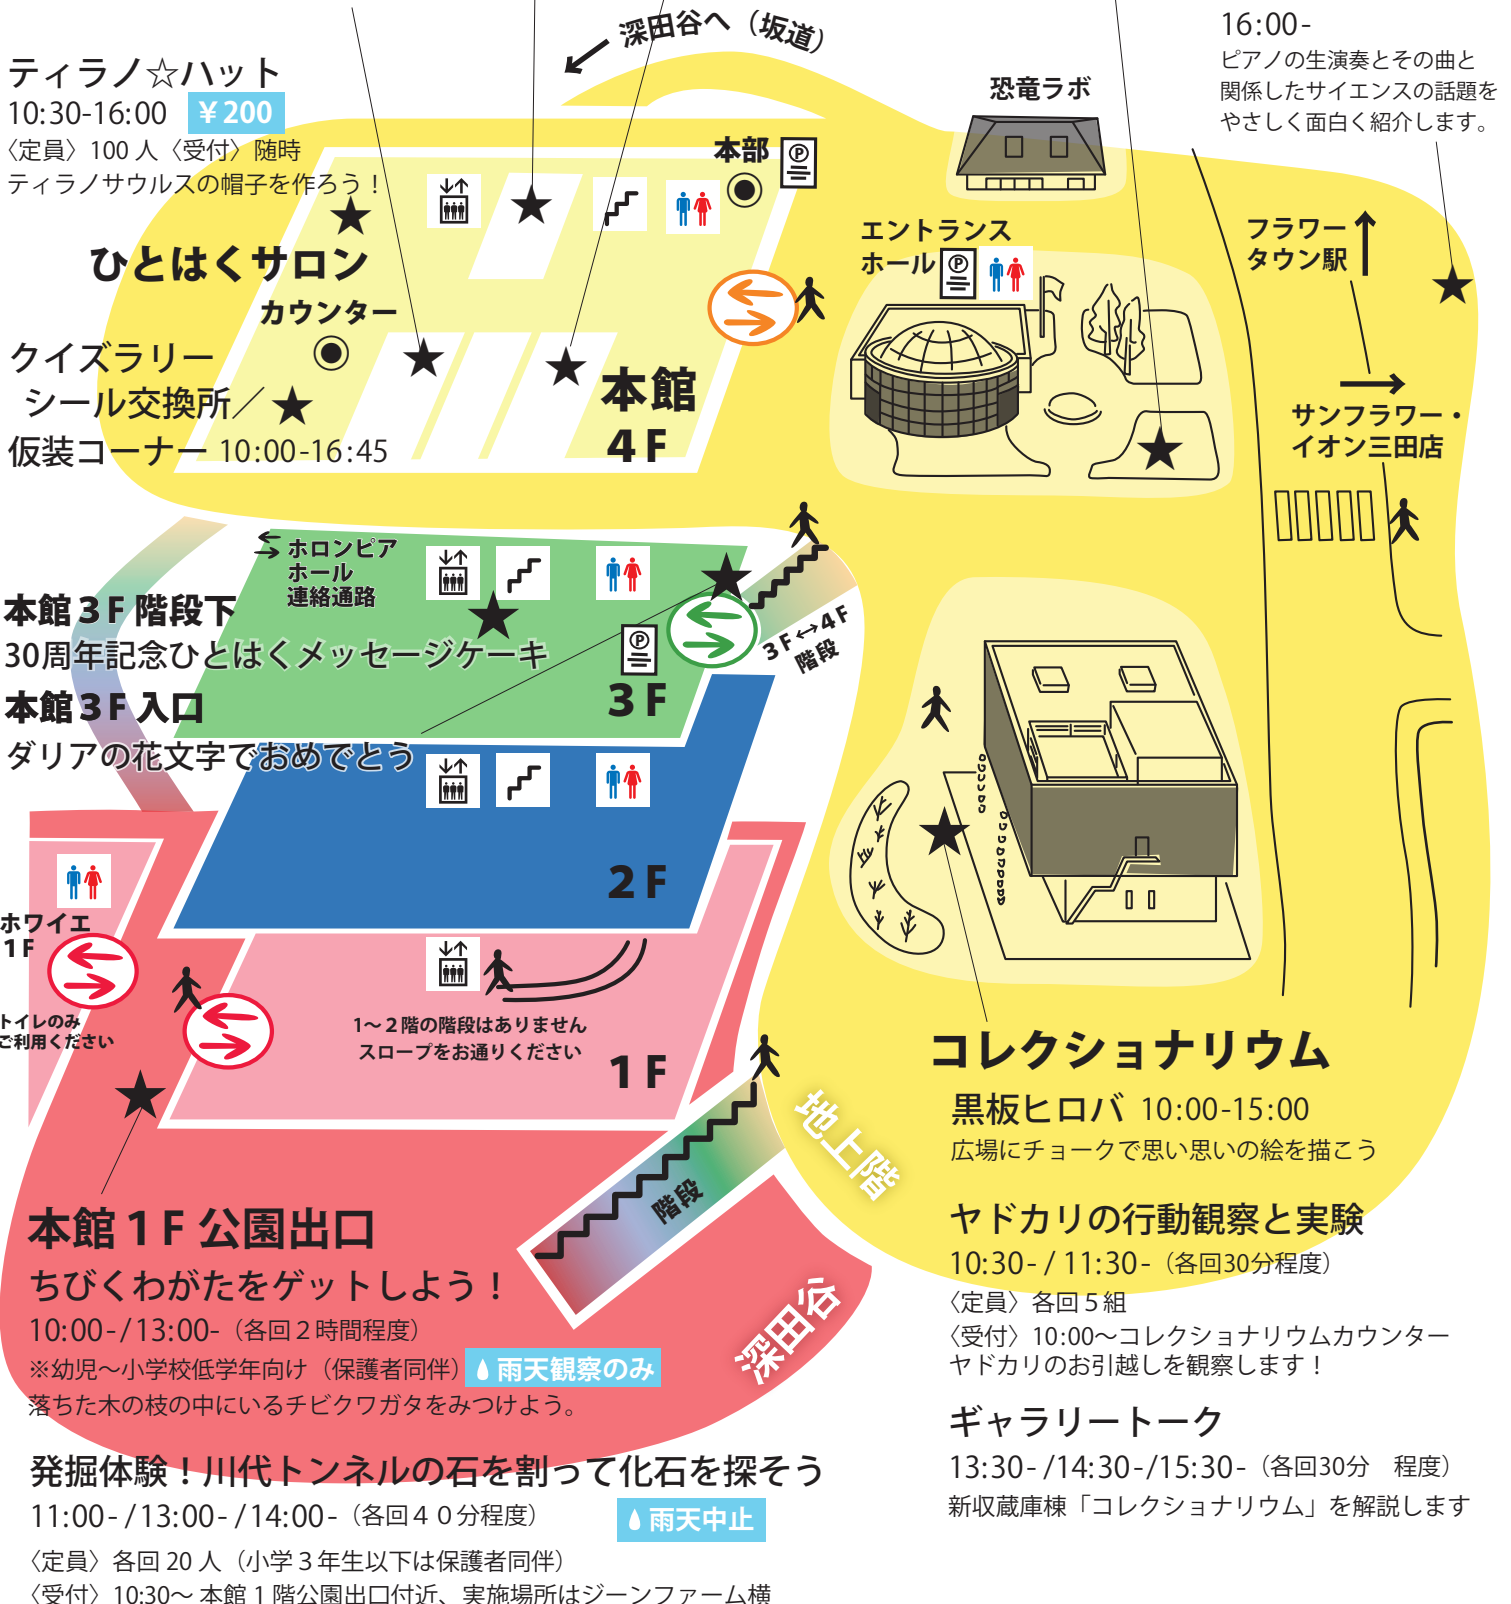 深田谷へ（坂道）
16:00-
ピアノの生演奏とその曲と
関係したサイエンスの話題を
やさしく面白く紹介します。
ティラノ☆ハット
10:30-16:00 ￥200
〈定員〉100 人〈受付〉随時
ティラノサウルスの帽子を作ろう！
恐竜ラボ
本部
Ⓟ
ひとはくサロン
カウンター
クイズラリー
シール交換所／★
仮装コーナー 10:00-16:45
本館
4F
エントランス
ホール
Ⓟ
フラワー
タウン駅
サンフラワー・
イオン三田店
ホロンピア
ホール
連絡通路
本館３F 階段下
30周年記念ひとはくメッセージケーキ
本館３F 入口
ダリアの花文字でおめでとう
Ⓟ
3F
3F↔4F
階段
2F
ホワイエ
1F
トイレのみ
ご利用ください
1～２階の階段はありません
スロープをお通りください
1F
地上階
階段
深田谷
本館１F 公園出口
ちびくわがたをゲットしよう！
10:00- /13:00-（各回２時間程度）
※幼児～小学校低学年向け（保護者同伴） 雨天観察のみ
落ちた木の枝の中にいるチビクワガタをみつけよう。
発掘体験！川代トンネルの石を割って化石を探そう
11:00- /13:00- /14:00-（各回４０分程度） 雨天中止
〈定員〉各回 20 人（小学３年生以下は保護者同伴）
〈受付〉10:30～ 本館 1 階公園出口付近、実施場所はジーンファーム横
コレクショナリウム
黒板ヒロバ 10:00-15:00
広場にチョークで思い思いの絵を描こう
ヤドカリの行動観察と実験
10:30- / 11:30-（各回30分程度）
〈定員〉各回５組
〈受付〉10:00～コレクショナリウムカウンター
ヤドカリのお引越しを観察します！
ギャラリートーク
13:30- /14:30-/15:30-（各回30分　程度）
新収蔵庫棟「コレクショナリウム」を解説します